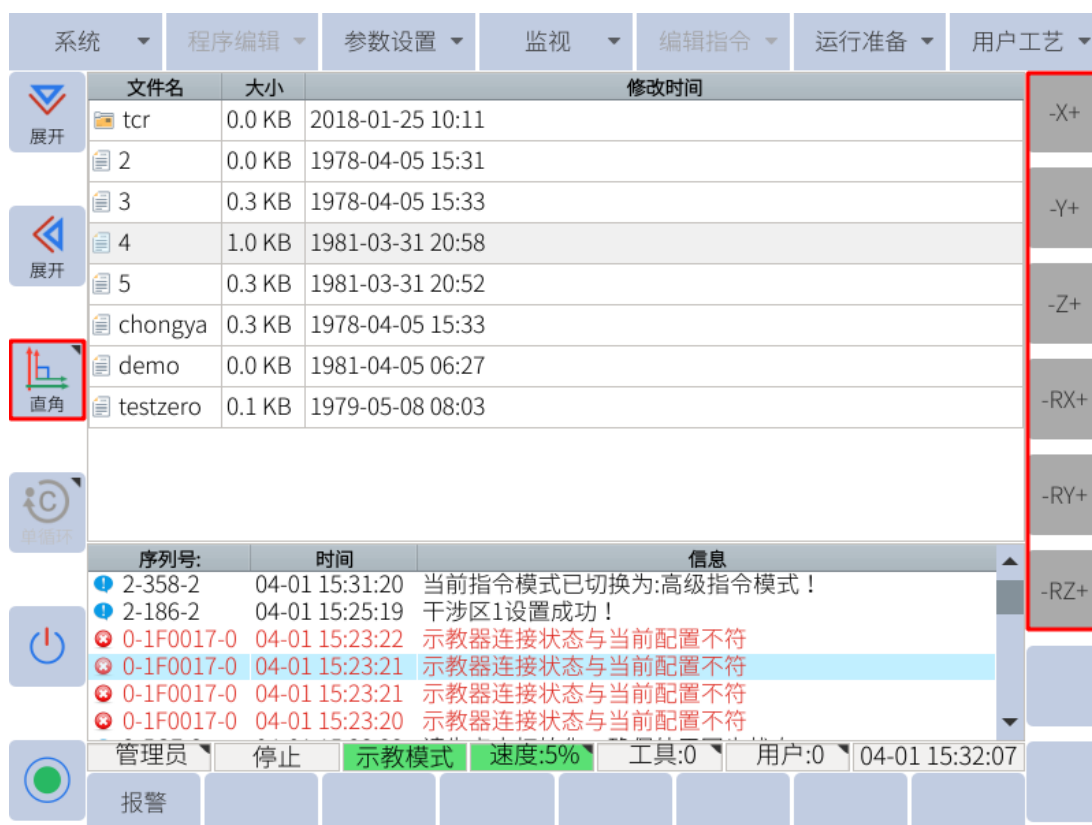 系统 程序编辑 参数设置 监视 编辑指令 运行准备 用户工艺
展开
文件名 大小 修改时间
tcr 0.0 KB 2018-01-25 10:11
2 0.0 KB 1978-04-05 15:31
3 0.3 KB 1978-04-05 15:33
4 1.0 KB 1981-03-31 20:58
5 0.3 KB 1981-03-31 20:52
chongya 0.3 KB 1978-04-05 15:33
demo 0.0 KB 1981-04-05 06:27
testzero 0.1 KB 1979-05-08 08:03
展开
直角
单循环
-X+
-Y+
-Z+
-RX+
-RY+
-RZ+
序列号: 时间 信息
2-358-2 04-01 15:31:20 当前指令模式已切换为:高级指令模式！
2-186-2 04-01 15:25:19 干涉区1设置成功！
0-1F0017-0 04-01 15:23:22 示教器连接状态与当前配置不符
0-1F0017-0 04-01 15:23:21 示教器连接状态与当前配置不符
0-1F0017-0 04-01 15:23:21 示教器连接状态与当前配置不符
0-1F0017-0 04-01 15:23:20 示教器连接状态与当前配置不符
管理员 停止 示教模式 速度:5% 工具:0 用户:0 04-01 15:32:07
报警